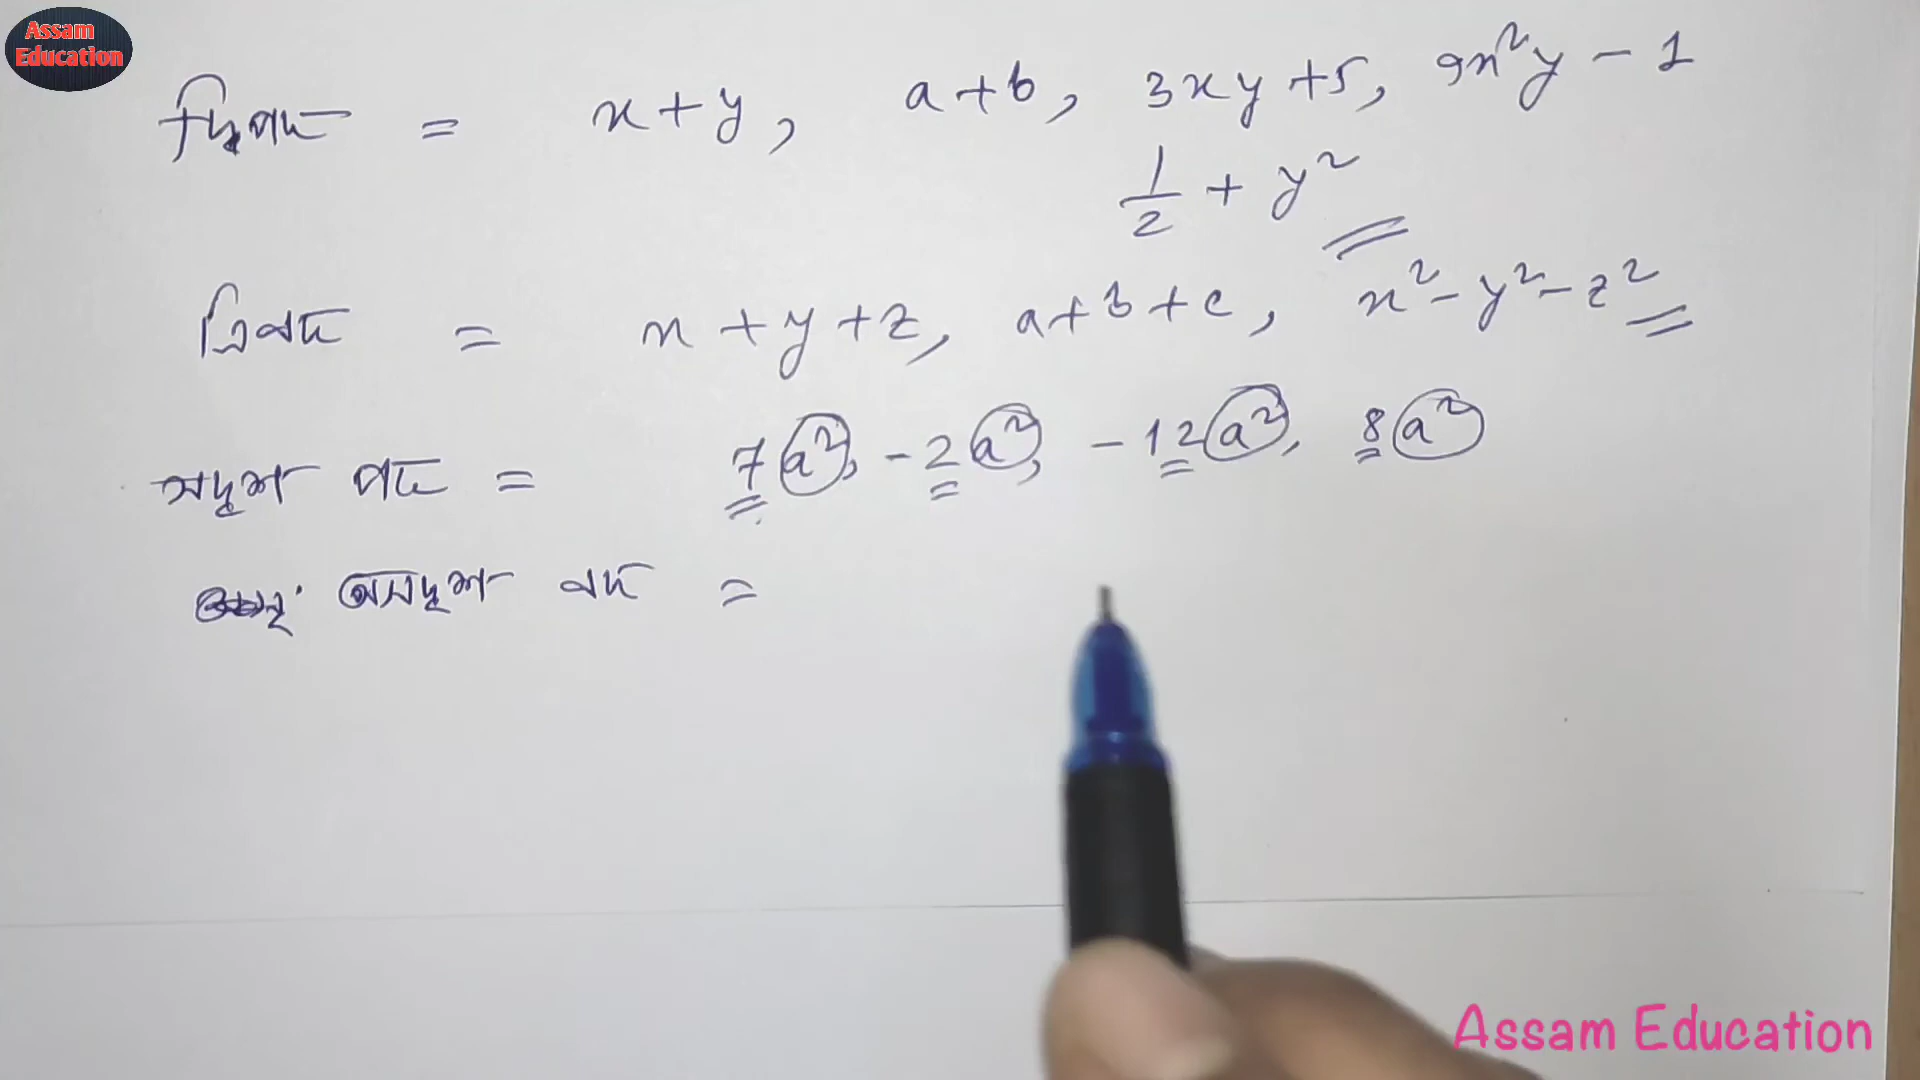 Assam
Education
দ্বিপদ = x + y, a + b, 3xy + 5, 9x²y - 1
1/2 + y²
ত্রিপদ = x + y + z, a + b + c, x² - y² - z²
সদৃশ পদ = 7a², -2a², -12a², 8a²
অসদৃশ পদ =
Assam Education